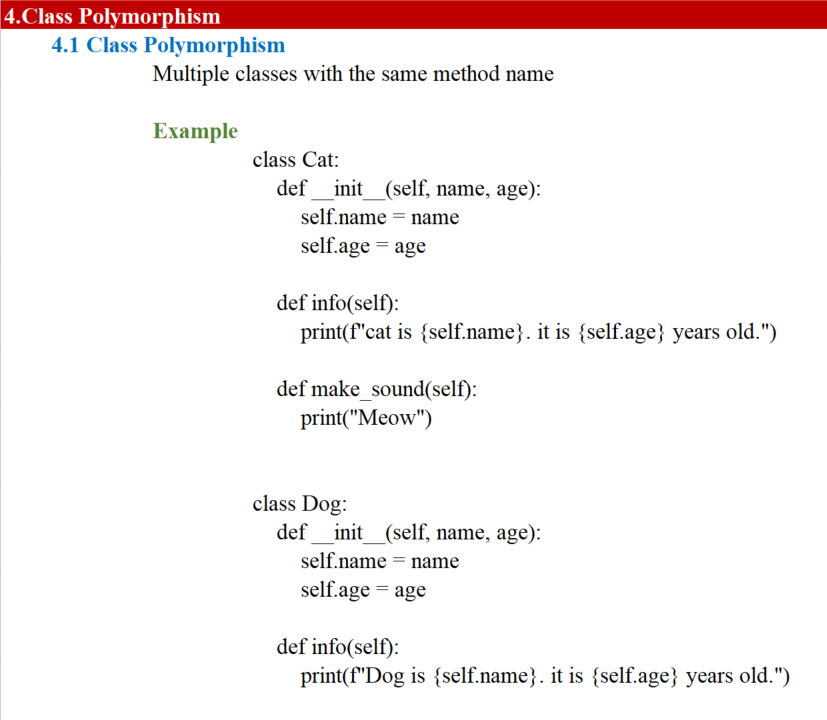 4.Class Polymorphism
4.1 Class Polymorphism
Multiple classes with the same method name
Example
class Cat:
def __init__(self, name, age):
self.name = name
self.age = age
def info(self):
print(f"cat is {self.name}. it is {self.age} years old.")
def make_sound(self):
print("Meow")
class Dog:
def __init__(self, name, age):
self.name = name
self.age = age
def info(self):
print(f"Dog is {self.name}. it is {self.age} years old.")